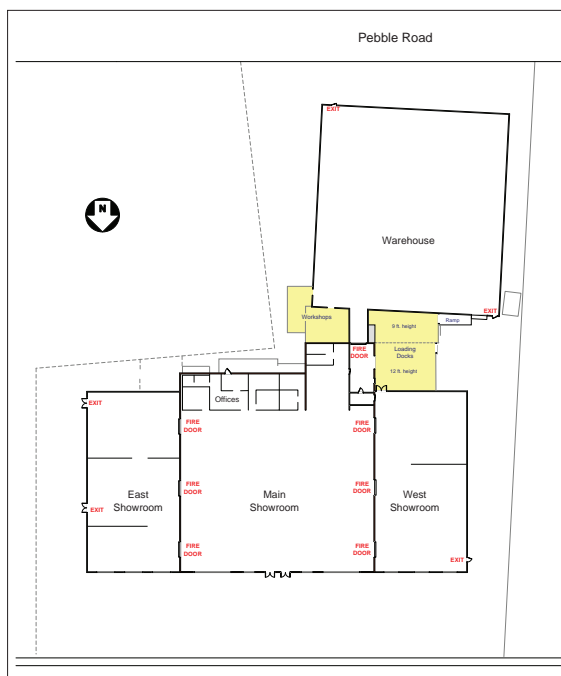 Pebble Road
EXIT
N
Warehouse
EXIT
Workshops
Ramp
9 ft. height
Loading
Docks
12 ft. height
FIRE
DOOR
Offices
EXIT
FIRE
DOOR
FIRE
DOOR
FIRE
DOOR
FIRE
DOOR
East
Showroom
Main
Showroom
West
Showroom
EXIT
FIRE
DOOR
FIRE
DOOR
EXIT